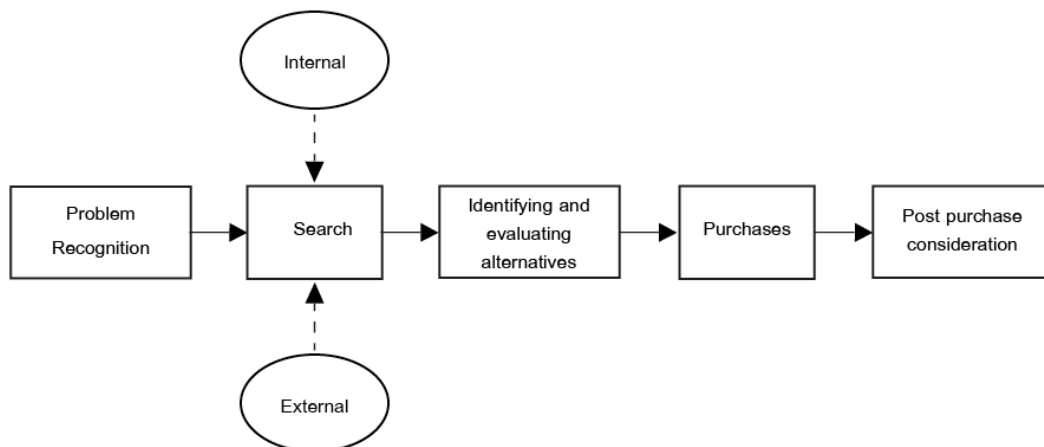 Internal
Problem
Recognition
Search
Identifying and
evaluating
alternatives
Purchases
Post purchase
consideration
External